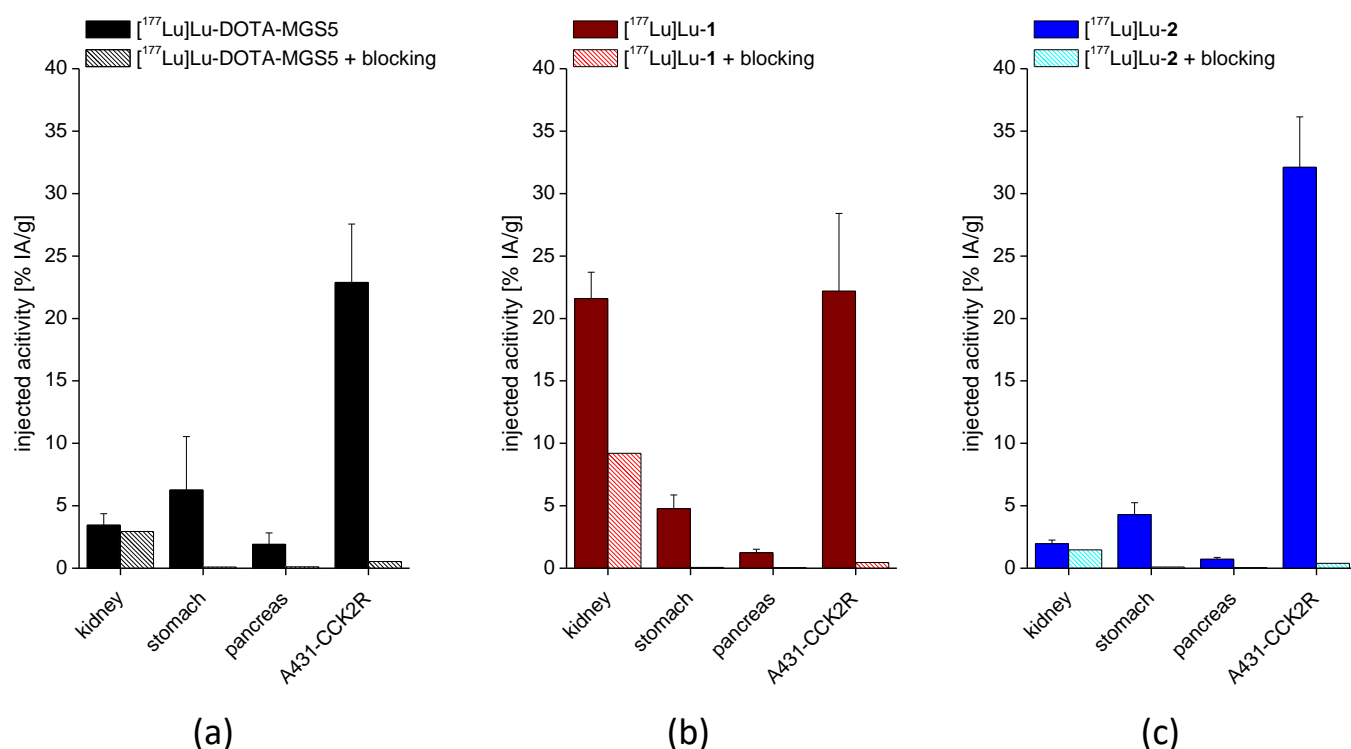 [¹⁷⁷Lu]Lu-DOTA-MGS5
[¹⁷⁷Lu]Lu-DOTA-MGS5 + blocking
40
35
30
25
20
15
10
5
0
injected acitivity [% IA/g]
kidney
stomach
pancreas
A431-CCK2R
(a)
[¹⁷⁷Lu]Lu-1
[¹⁷⁷Lu]Lu-1 + blocking
40
35
30
25
20
15
10
5
0
injected acitivity [% IA/g]
kidney
stomach
pancreas
A431-CCK2R
(b)
[¹⁷⁷Lu]Lu-2
[¹⁷⁷Lu]Lu-2 + blocking
40
35
30
25
20
15
10
5
0
injected acitivity [% IA/g]
kidney
stomach
pancreas
A431-CCK2R
(c)